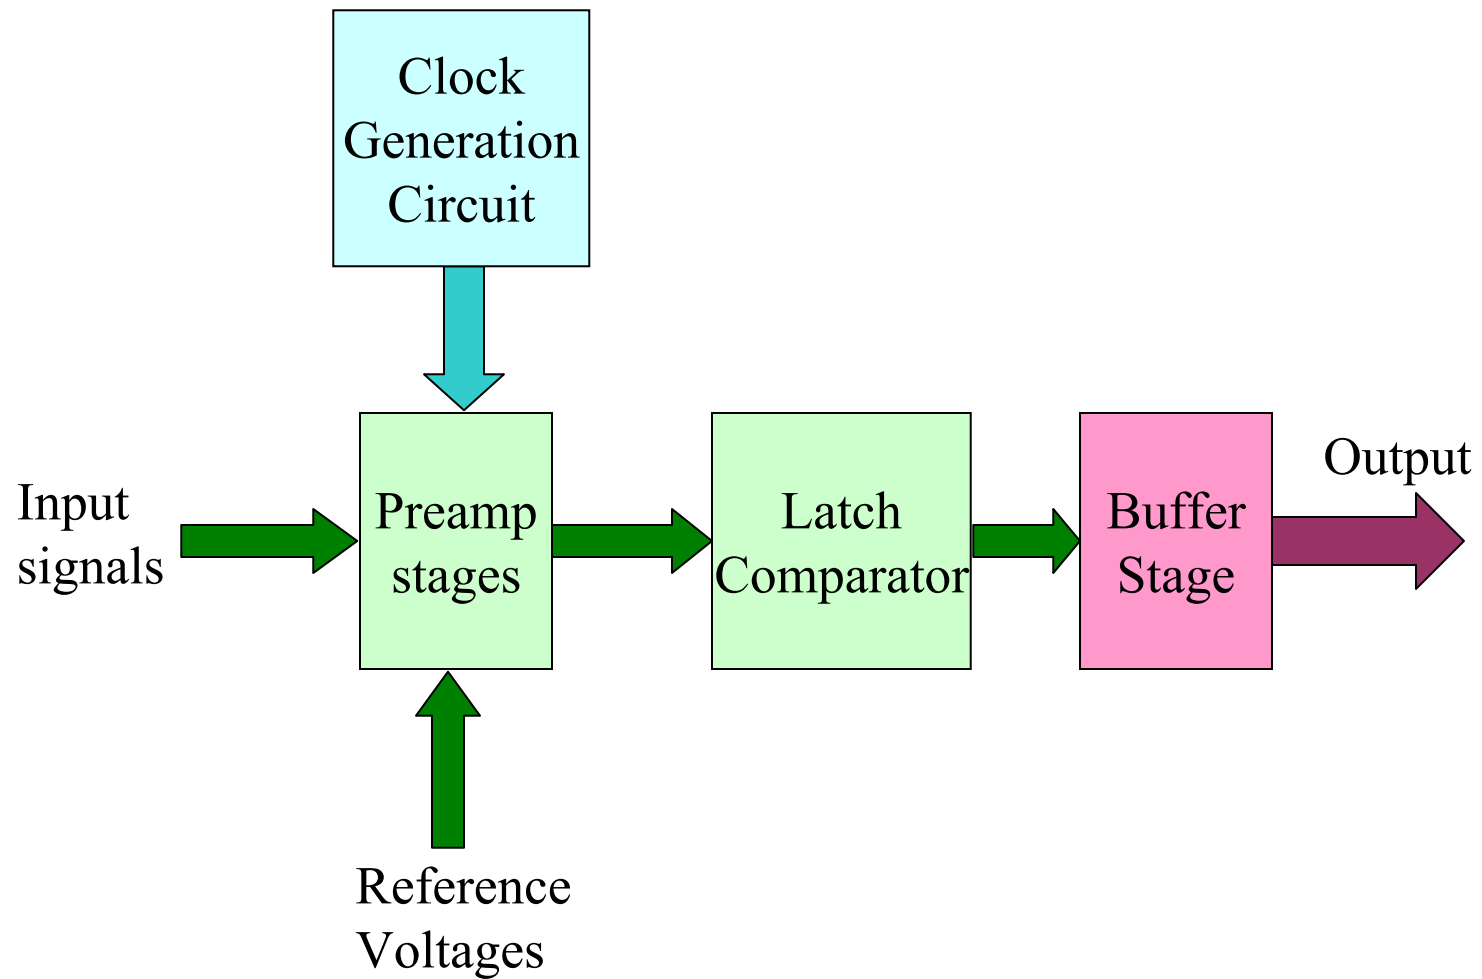 Clock
Generation
Circuit
Input
signals
Preamp
stages
Latch
Comparator
Buffer
Stage
Output
Reference
Voltages